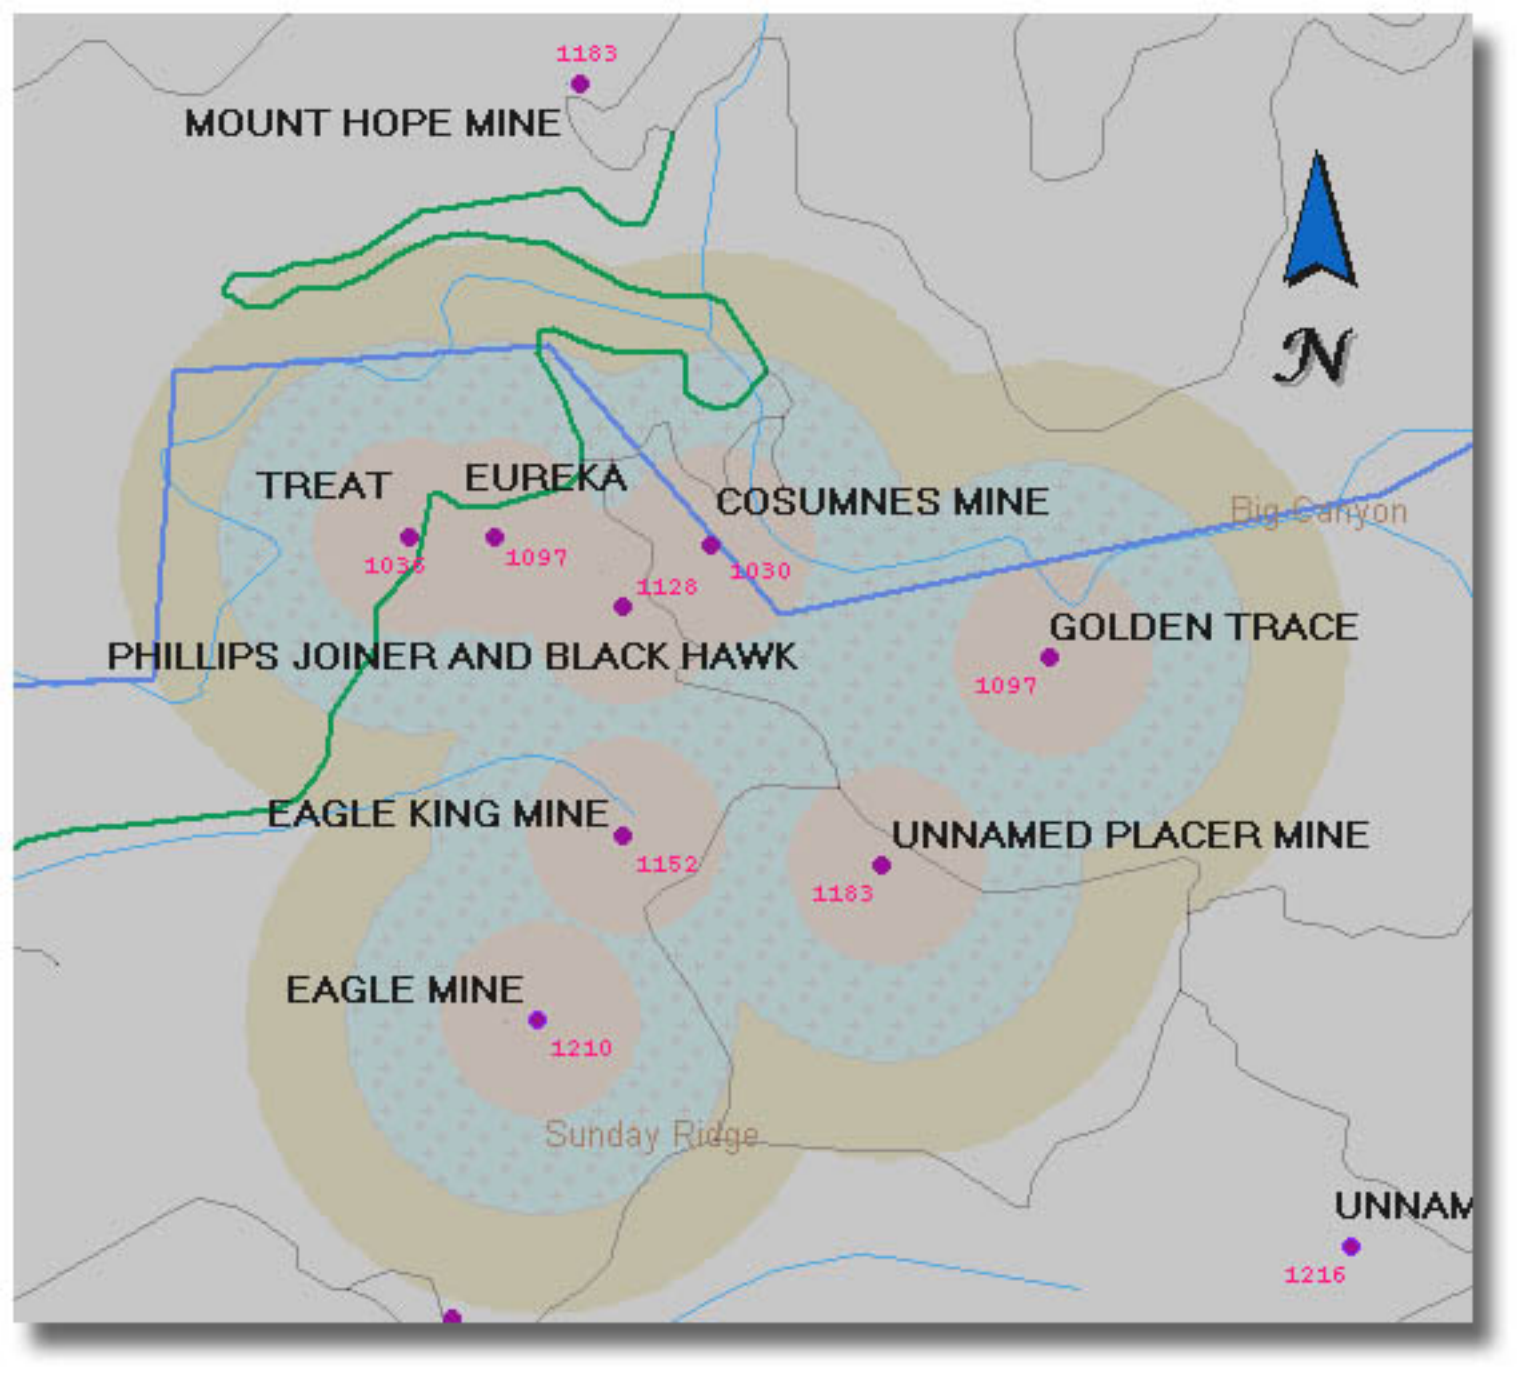 1183
MOUNT HOPE MINE
N
TREAT
EUREKA
COSUMNES MINE
Big Canyon
1036
1097
1030
1128
GOLDEN TRACE
PHILLIPS JOINER AND BLACK HAWK
1097
EAGLE KING MINE
UNNAMED PLACER MINE
1152
1183
EAGLE MINE
1210
Sunday Ridge
UNNAM
1216